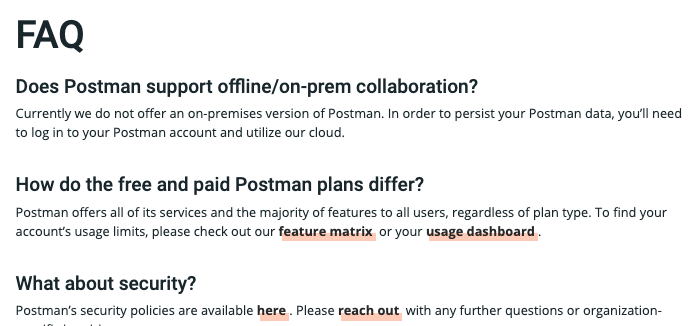 FAQ
Does Postman support offline/on-prem collaboration?
Currently we do not offer an on-premises version of Postman. In order to persist your Postman data, you’ll need
to log in to your Postman account and utilize our cloud.
How do the free and paid Postman plans differ?
Postman offers all of its services and the majority of features to all users, regardless of plan type. To find your
account’s usage limits, please check out our feature matrix or your usage dashboard.
What about security?
Postman’s security policies are available here. Please reach out with any further questions or organization-